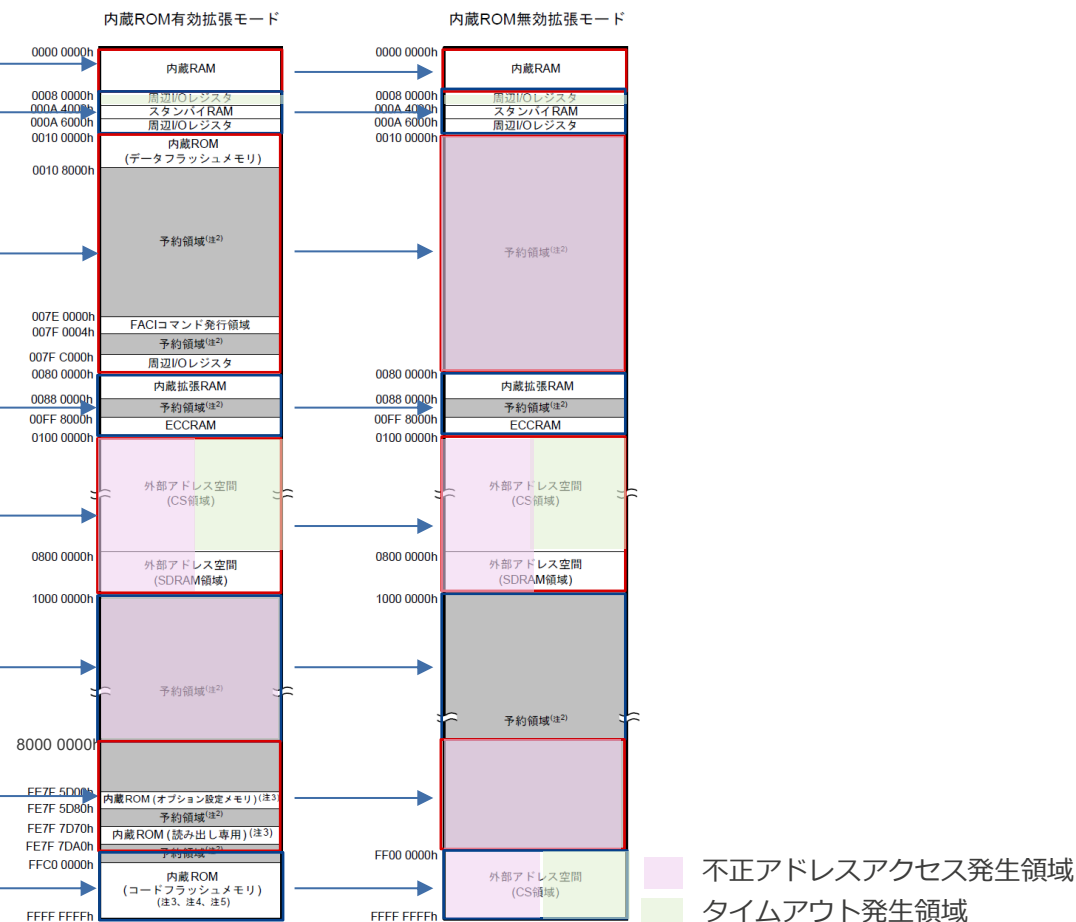 内蔵ROM有効拡張モード
0000 0000h
内蔵RAM
0008 0000h
周辺I/Oレジスタ
000A 4000h
スタンバイRAM
000A 6000h
周辺I/Oレジスタ
0010 0000h
内蔵ROM
(データフラッシュメモリ)
0010 8000h
予約領域(注2)
007E 0000h
FACIコマンド発行領域
007F 0004h
予約領域(注2)
007F C000h
周辺I/Oレジスタ
0080 0000h
内蔵拡張RAM
0088 0000h
予約領域(注2)
00FF 8000h
ECCRAM
0100 0000h
外部アドレス空間
(CS領域)
0800 0000h
外部アドレス空間
(SDRAM領域)
1000 0000h
予約領域(注2)
8000 0000h
FE7F 5D00h
内蔵ROM (オプション設定メモリ)(注3)
FE7F 5D80h
予約領域(注2)
FE7F 7D70h
内蔵ROM (読み出し専用)(注3)
FE7F 7DA0h
予約領域(注2)
FFC0 0000h
内蔵ROM
(コードフラッシュメモリ)
(注3、注4、注5)
FFFF FFFFh
内蔵ROM無効拡張モード
0000 0000h
内蔵RAM
0008 0000h
周辺I/Oレジスタ
000A 4000h
スタンバイRAM
000A 6000h
周辺I/Oレジスタ
0010 0000h
予約領域(注2)
0080 0000h
内蔵拡張RAM
0088 0000h
予約領域(注2)
00FF 8000h
ECCRAM
0100 0000h
外部アドレス空間
(CS領域)
0800 0000h
外部アドレス空間
(SDRAM領域)
1000 0000h
予約領域(注2)
FF00 0000h
外部アドレス空間
(CS領域)
FFFF FFFFh
不正アドレスアクセス発生領域
タイムアウト発生領域